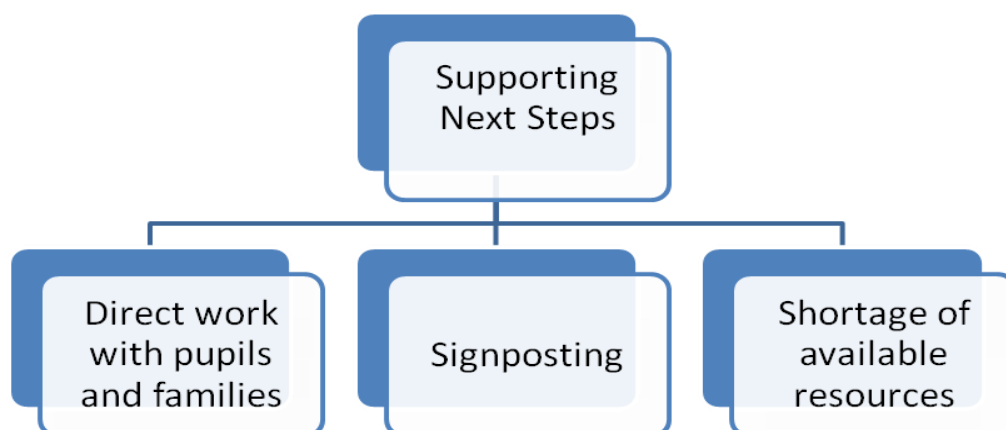 Supporting
Next Steps
Direct work
with pupils
and families
Signposting
Shortage of
available
resources